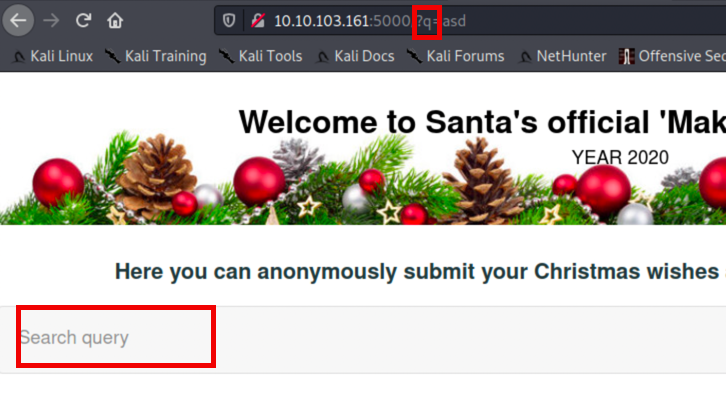 10.10.103.161:5000/?q=asd
Kali Linux Kali Training Kali Tools Kali Docs Kali Forums NetHunter Offensive Sec
Welcome to Santa's official 'Mak
YEAR 2020
Here you can anonymously submit your Christmas wishes
Search query